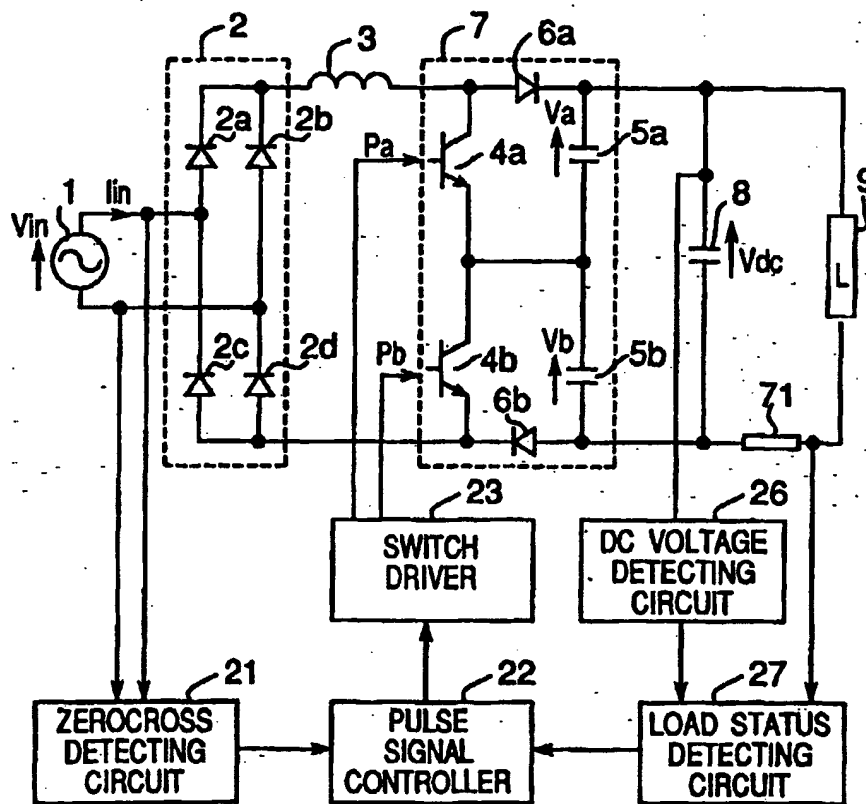 2
3
7
6a
2a
2b
Va
5a
Pa
4a
9
1
Iin
8
Vin
Vdc
L
2c
2d
Pb
4b
Vb
5b
6b
71
23
26
SWITCH
DRIVER
DC VOLTAGE
DETECTING
CIRCUIT
21
22
27
ZEROCROSS
DETECTING
CIRCUIT
PULSE
SIGNAL
CONTROLLER
LOAD STATUS
DETECTING
CIRCUIT